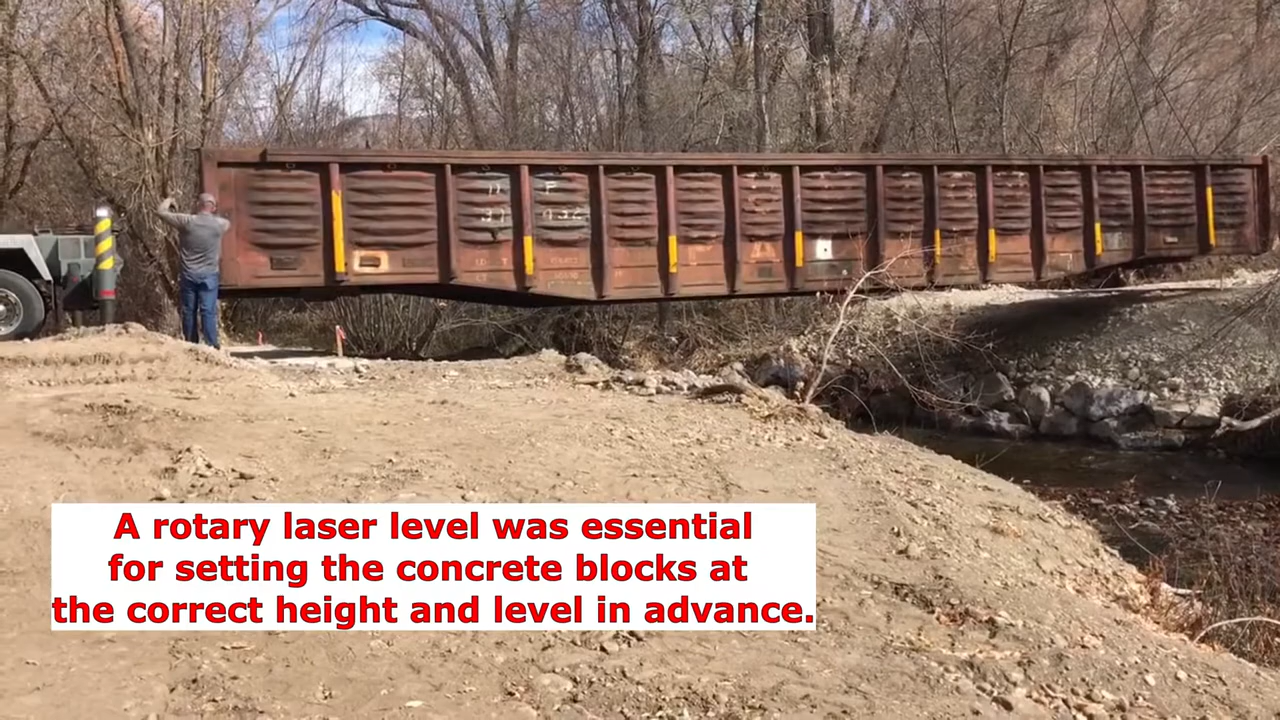 A rotary laser level was essential
for setting the concrete blocks at
the correct height and level in advance.